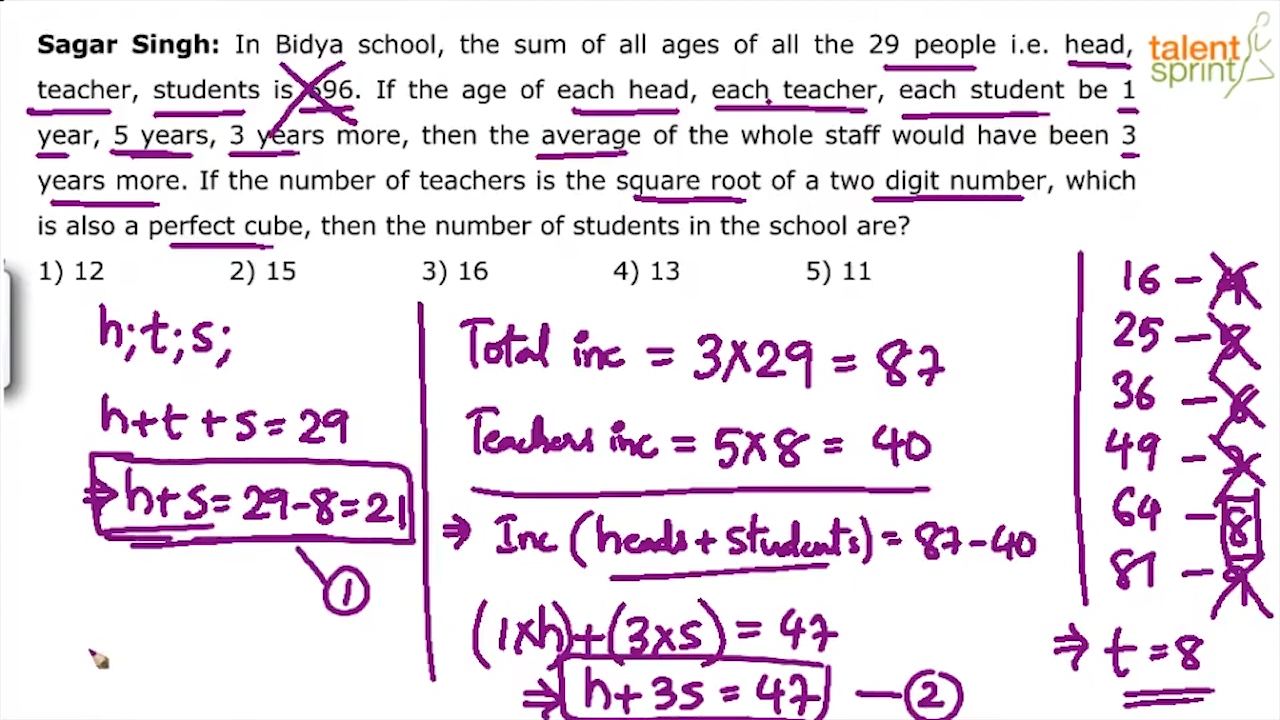 Sagar Singh: In Bidya school, the sum of all ages of all the 29 people i.e. head,
teacher, students is 696. If the age of each head, each teacher, each student be 1
year, 5 years, 3 years more, then the average of the whole staff would have been 3
years more. If the number of teachers is the square root of a two digit number, which
is also a perfect cube, then the number of students in the school are?
1) 12 2) 15 3) 16 4) 13 5) 11
talent
sprint
h; t; s;
h+t+s=29
⇒ h+s=29-8=21
①
Total inc = 3×29 = 87
Teachers inc = 5×8 = 40
⇒ Inc (heads + students) = 87-40
(1×h)+(3×s) = 47
⇒ h+3s = 47 — ②
16 - 4
25 -
36 - 6
49 - 7
64 - 8
81 - 9
⇒ t=8